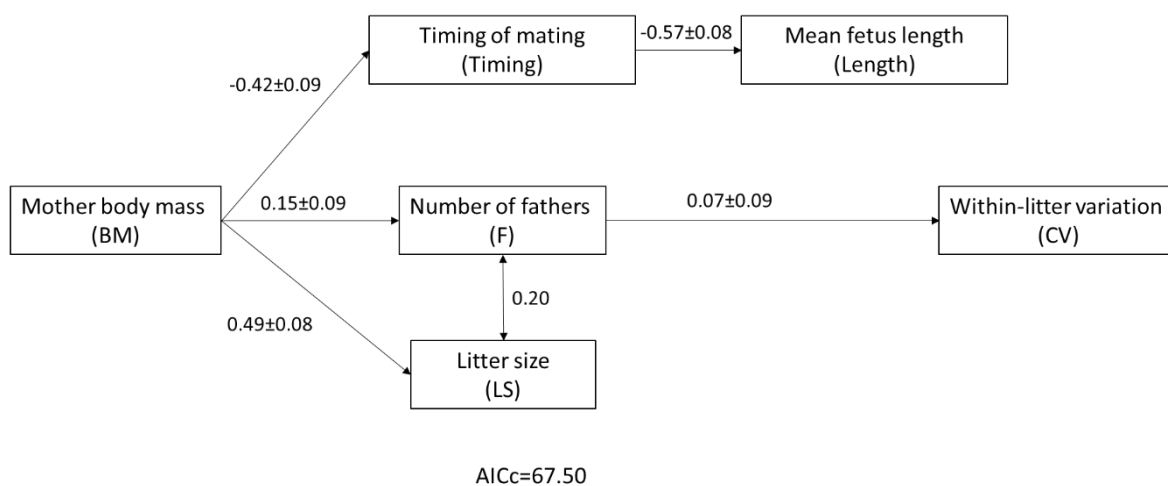 Timing of mating
(Timing)
-0.57±0.08
Mean fetus length
(Length)
-0.42±0.09
Mother body mass
(BM)
0.15±0.09
Number of fathers
(F)
0.07±0.09
Within-litter variation
(CV)
0.20
0.49±0.08
Litter size
(LS)
AICc=67.50